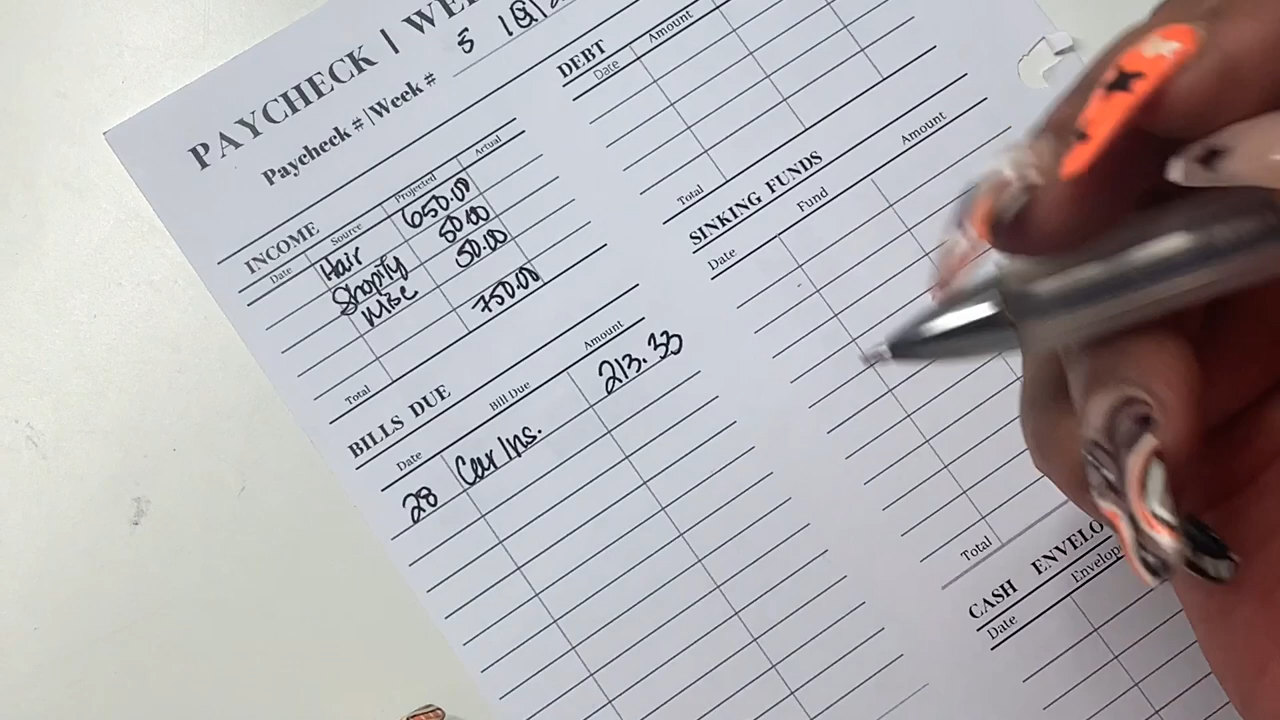 PAYCHECK | WE
Paycheck # | Week #
INCOME
Date Source Projected Actual
Hair 650.00
Shopify 50.00
MBC 50.00
Total 750.00
BILLS DUE
Date Bill Due Amount
28 Car Ins. 213.33
DEBT
Date Amount
Total
SINKING FUNDS
Date Fund Amount
Total
CASH ENVELO
Date Envelop